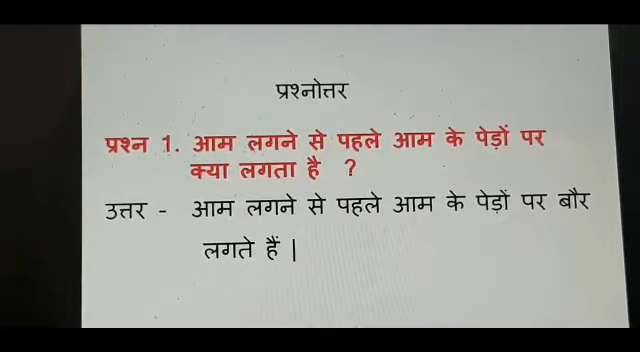 प्रश्नोत्तर
प्रश्न 1. आम लगने से पहले आम के पेड़ों पर
क्या लगता है ?
उत्तर - आम लगने से पहले आम के पेड़ों पर बौर
लगते हैं |